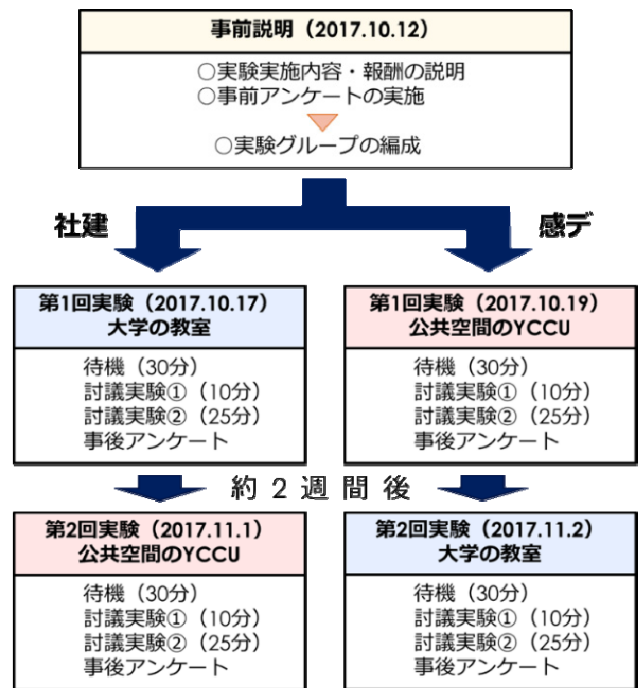 事前説明（2017.10.12）
○実験実施内容・報酬の説明
○事前アンケートの実施
○実験グループの編成
社建
感デ
第1回実験（2017.10.17）
大学の教室
待機（30分）
討議実験①（10分）
討議実験②（25分）
事後アンケート
第1回実験（2017.10.19）
公共空間のYCCU
待機（30分）
討議実験①（10分）
討議実験②（25分）
事後アンケート
約2週間後
第2回実験（2017.11.1）
公共空間のYCCU
待機（30分）
討議実験①（10分）
討議実験②（25分）
事後アンケート
第2回実験（2017.11.2）
大学の教室
待機（30分）
討議実験①（10分）
討議実験②（25分）
事後アンケート